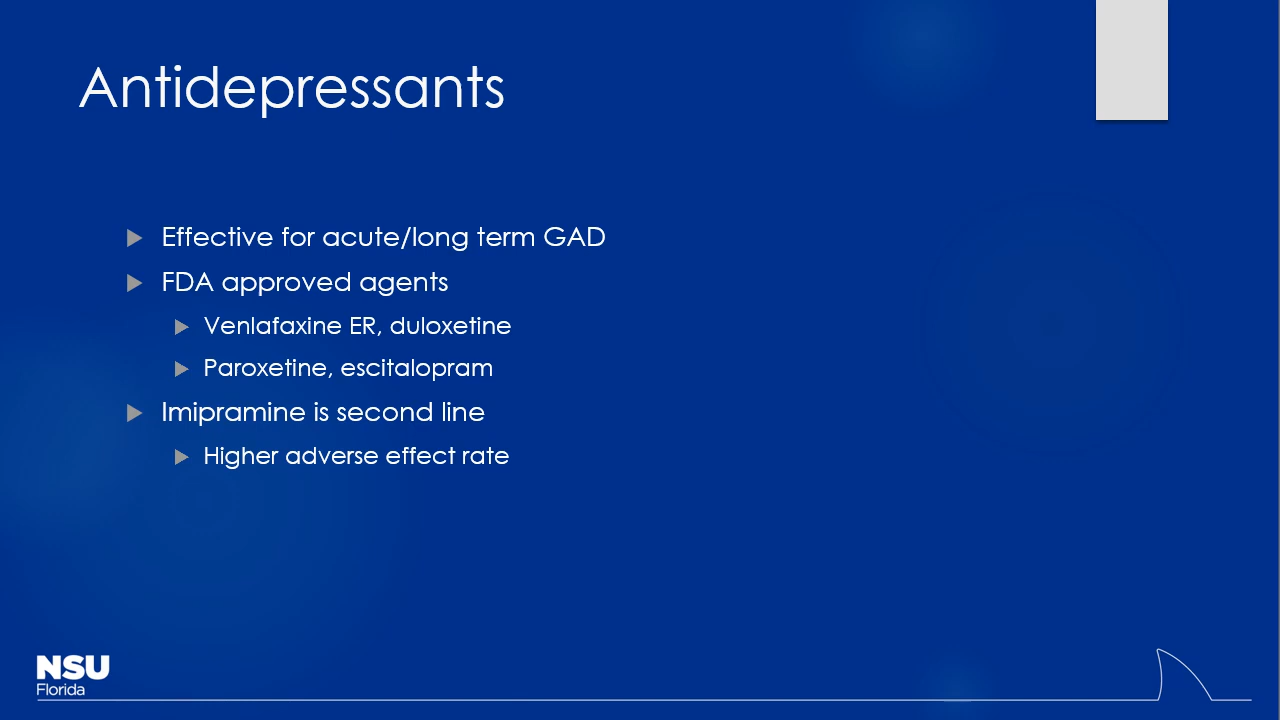 Antidepressants
Effective for acute/long term GAD
FDA approved agents
Venlafaxine ER, duloxetine
Paroxetine, escitalopram
Imipramine is second line
Higher adverse effect rate
NSU
Florida